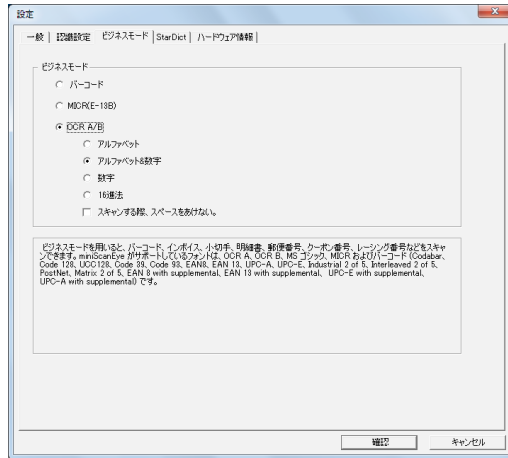 設定
一般 認識設定 ビジネスモード StarDict ハードウェア情報
ビジネスモード
バーコード
MICR(E-13B)
OCR A/B
アルファベット
アルファベット&数字
数字
16進法
スキャンする際、スペースをあけない。
ビジネスモードを用いると、バーコード、インボイス、小切手、明細書、郵便番号、クーポン番号、レーシング番号などをスキャ
ンできます。miniScanEye がサポートしているフォントは、OCR A、OCR B、MS ゴシック、MICR およびバーコード (Codabar,
Code 128, UCC128, Code 39, Code 93, EAN8, EAN 13, UPC-A, UPC-E, Industrial 2 of 5, Interleaved 2 of 5,
PostNet, Matrix 2 of 5, EAN 8 with supplemental, EAN 13 with supplemental, UPC-E with supplemental,
UPC-A with supplemental) です。
確認 キャンセル